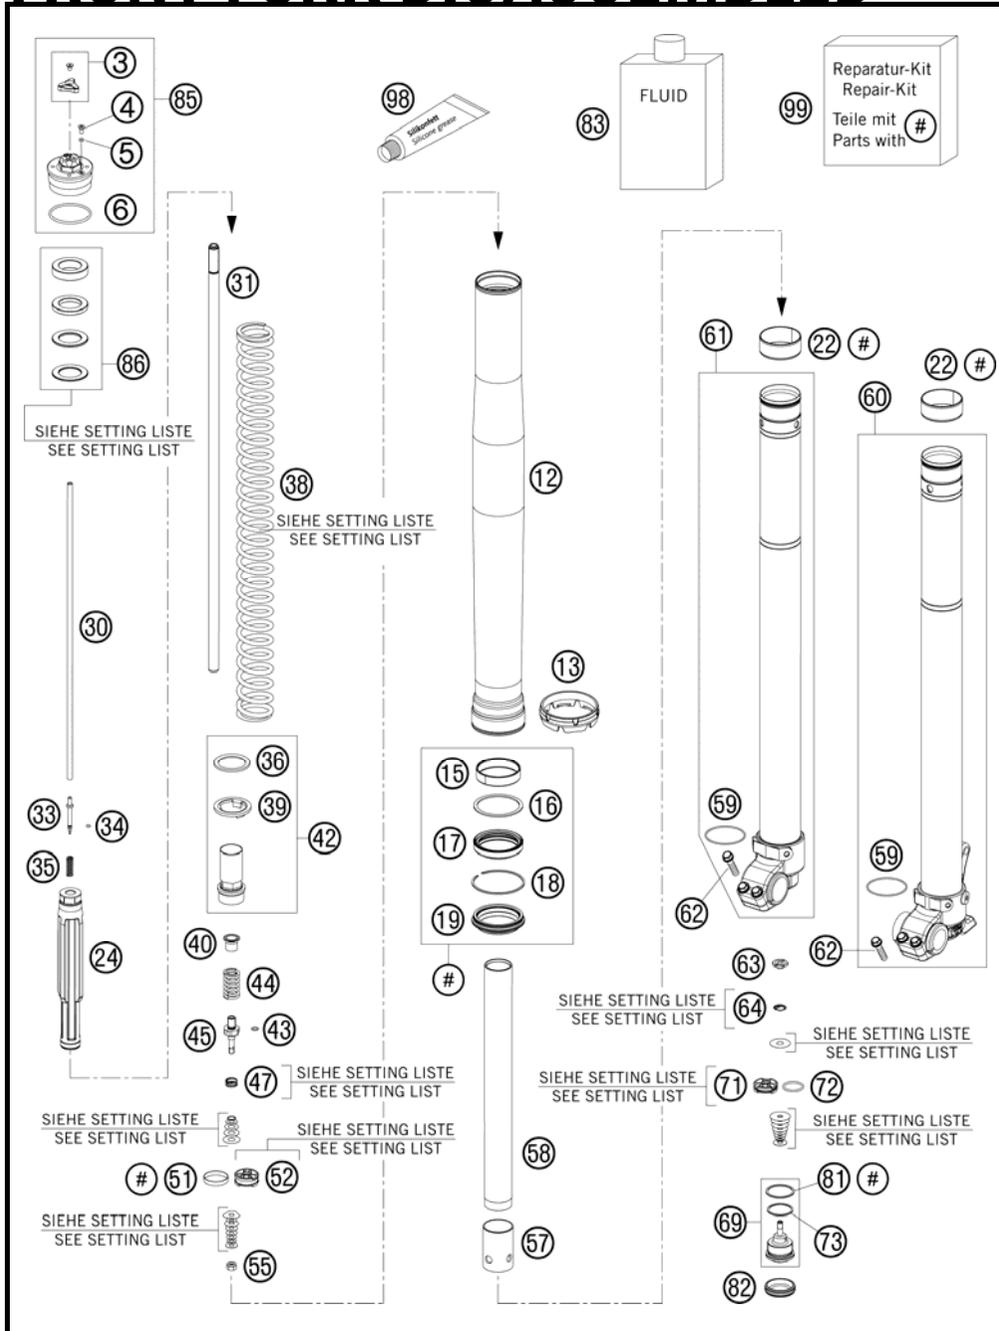 3
85
4
5
6
98
Silikonfett
Silicone grease
83
FLUID
99
Reparatur-Kit
Repair-Kit
Teile mit
Parts with #
31
86
SIEHE SETTING LISTE
SEE SETTING LIST
61
22 #
22 #
60
38
SIEHE SETTING LISTE
SEE SETTING LIST
12
30
13
36
39
42
33
34
35
24
15
16
17
18
19
#
59
62
59
62
40
44
45
43
47
SIEHE SETTING LISTE
SEE SETTING LIST
SIEHE SETTING LISTE
SEE SETTING LIST
SIEHE SETTING LISTE
SEE SETTING LIST
# 51
52
SIEHE SETTING LISTE
SEE SETTING LIST
55
58
57
63
SIEHE SETTING LISTE
SEE SETTING LIST
64
SIEHE SETTING LISTE
SEE SETTING LIST
SIEHE SETTING LISTE
SEE SETTING LIST
71
72
SIEHE SETTING LISTE
SEE SETTING LIST
81 #
69
73
82